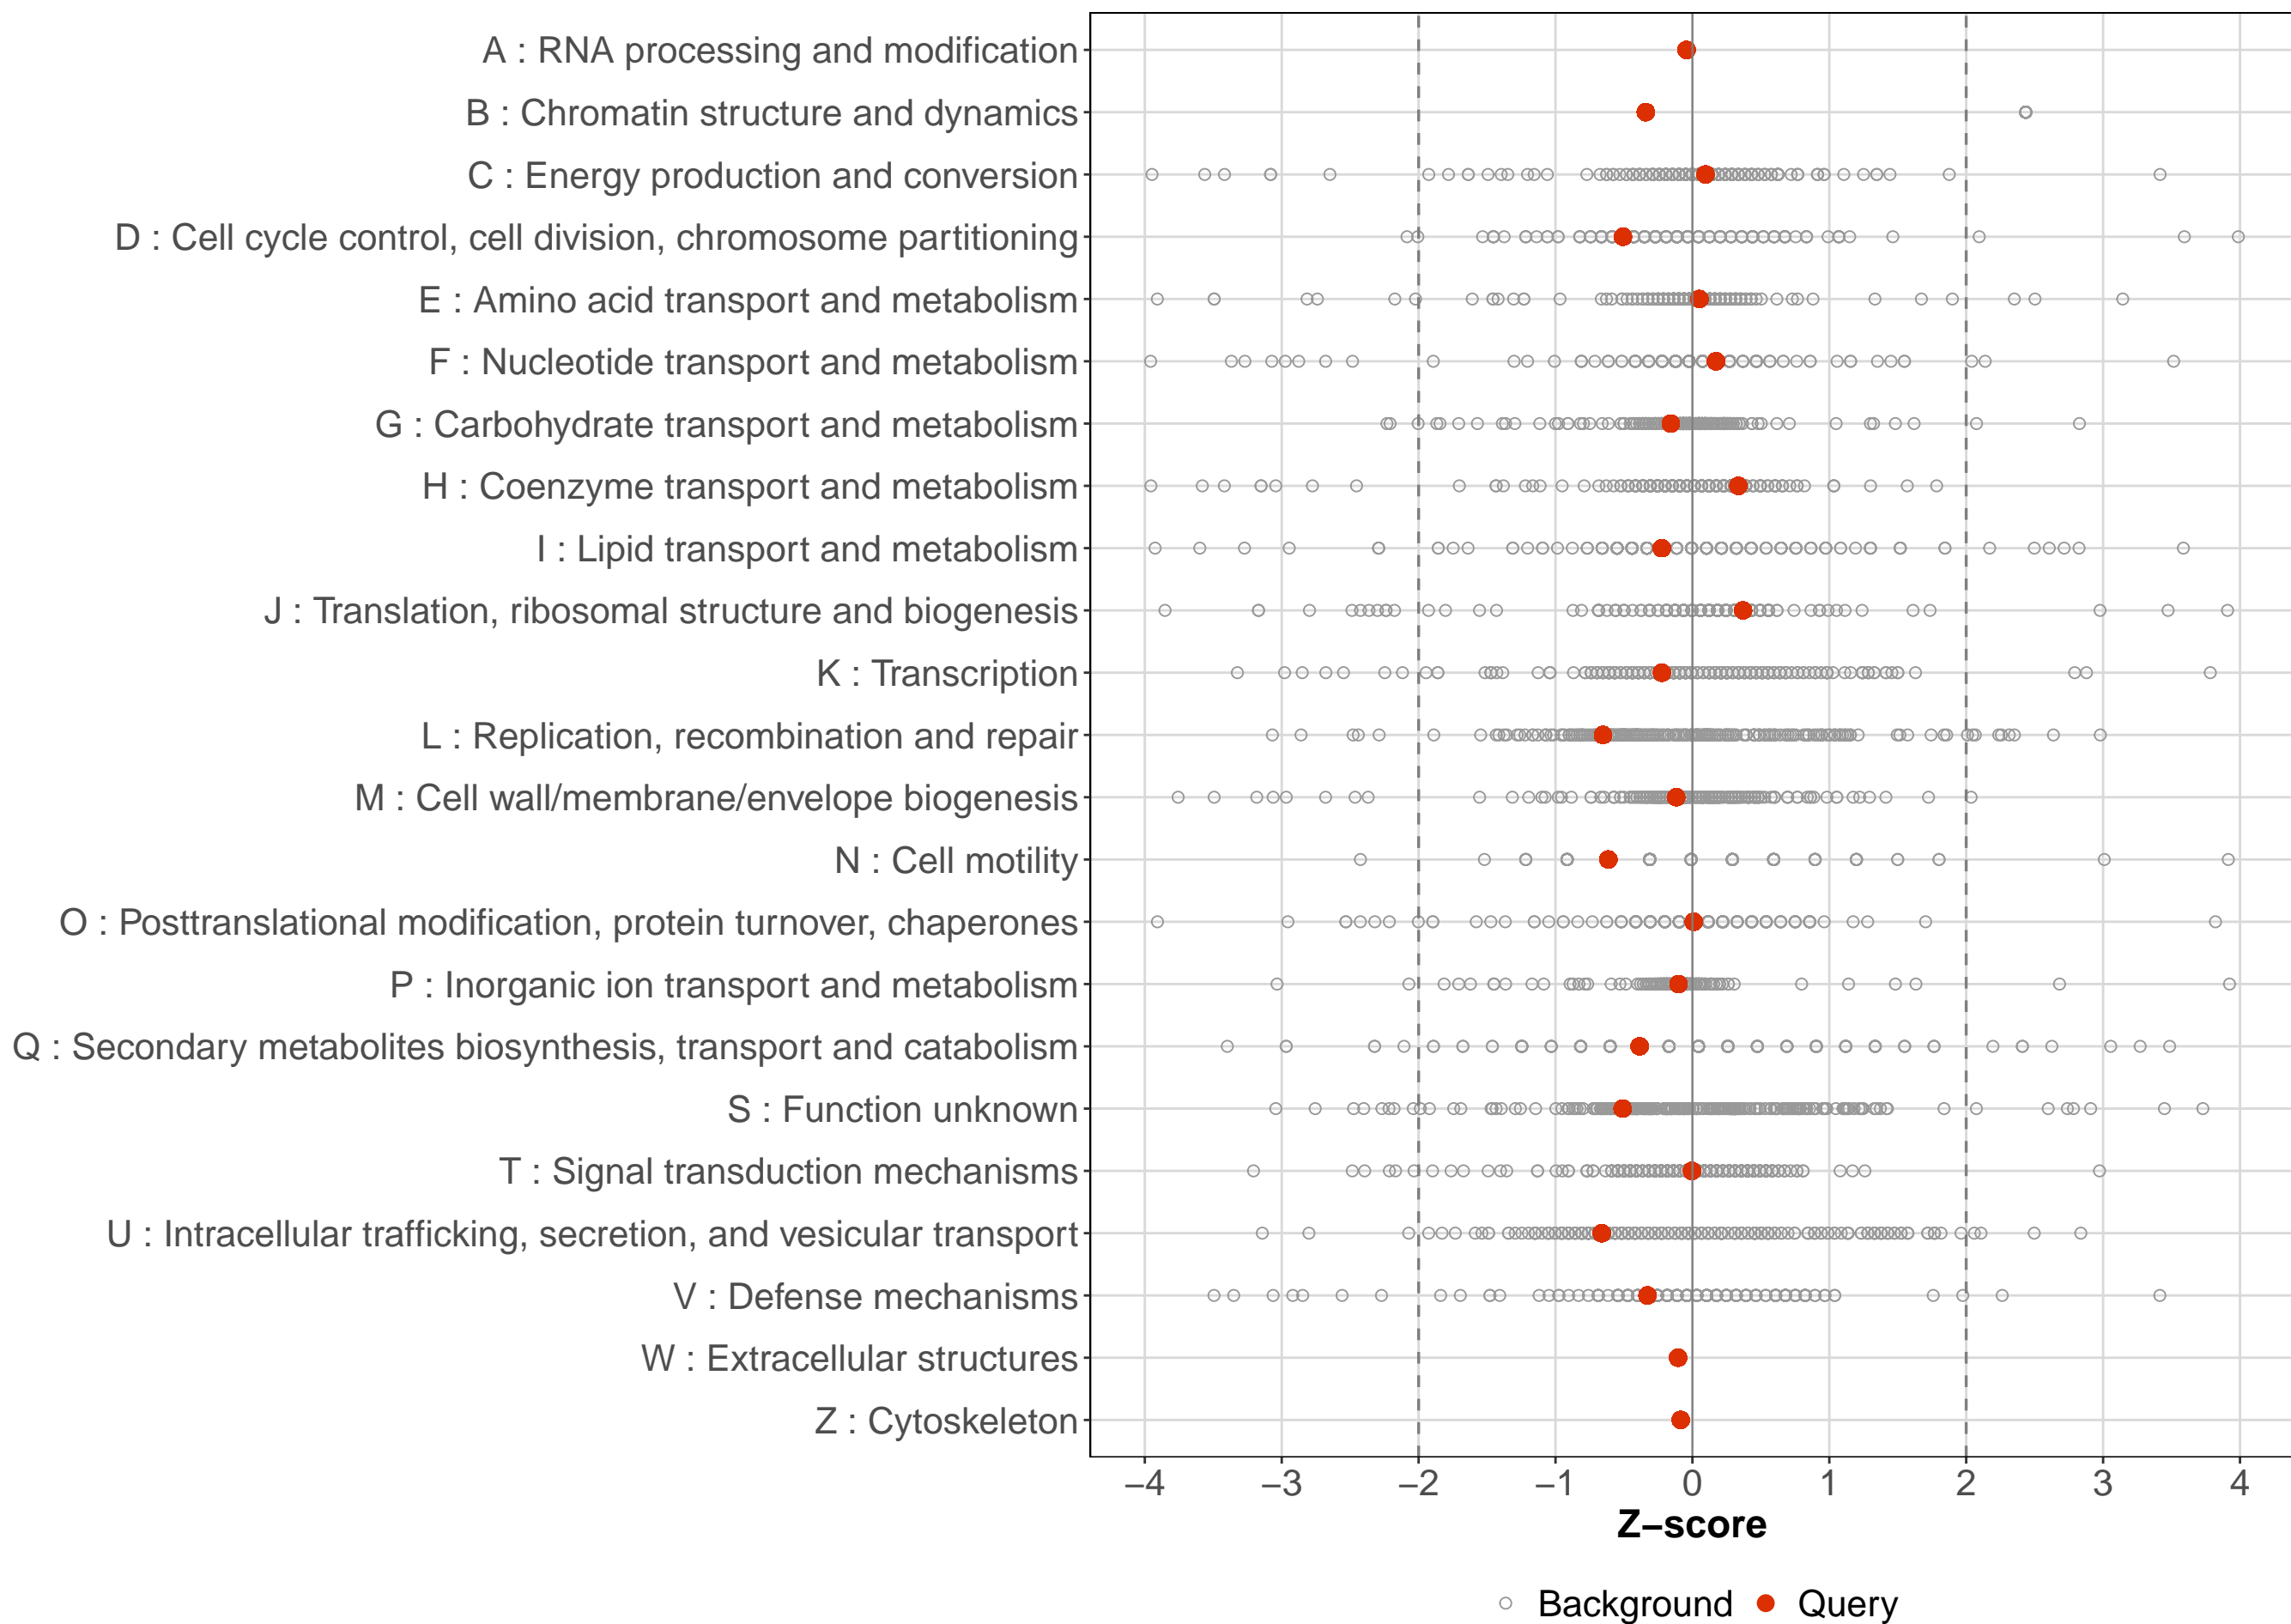 A : RNA processing and modification
B : Chromatin structure and dynamics
C : Energy production and conversion
D : Cell cycle control, cell division, chromosome partitioning
E : Amino acid transport and metabolism
F : Nucleotide transport and metabolism
G : Carbohydrate transport and metabolism
H : Coenzyme transport and metabolism
I : Lipid transport and metabolism
J : Translation, ribosomal structure and biogenesis
K : Transcription
L : Replication, recombination and repair
M : Cell wall/membrane/envelope biogenesis
N : Cell motility
O : Posttranslational modification, protein turnover, chaperones
P : Inorganic ion transport and metabolism
Q : Secondary metabolites biosynthesis, transport and catabolism
S : Function unknown
T : Signal transduction mechanisms
U : Intracellular trafficking, secretion, and vesicular transport
V : Defense mechanisms
W : Extracellular structures
Z : Cytoskeleton
−4 −3 −2 −1 0 1 2 3 4
Z−score
Background Query